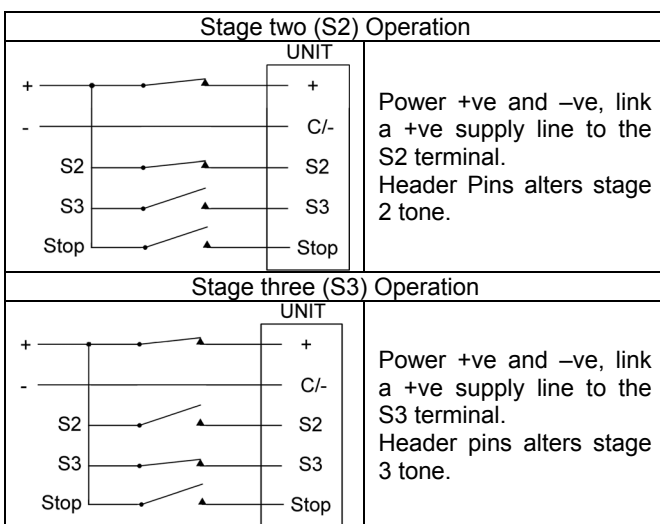 Stage two (S2) Operation
UNIT
+ +
- C/-
S2 S2
S3 S3
Stop Stop
Power +ve and –ve, link
a +ve supply line to the
S2 terminal.
Header Pins alters stage
2 tone.
Stage three (S3) Operation
UNIT
+ +
- C/-
S2 S2
S3 S3
Stop Stop
Power +ve and –ve, link
a +ve supply line to the
S3 terminal.
Header pins alters stage
3 tone.